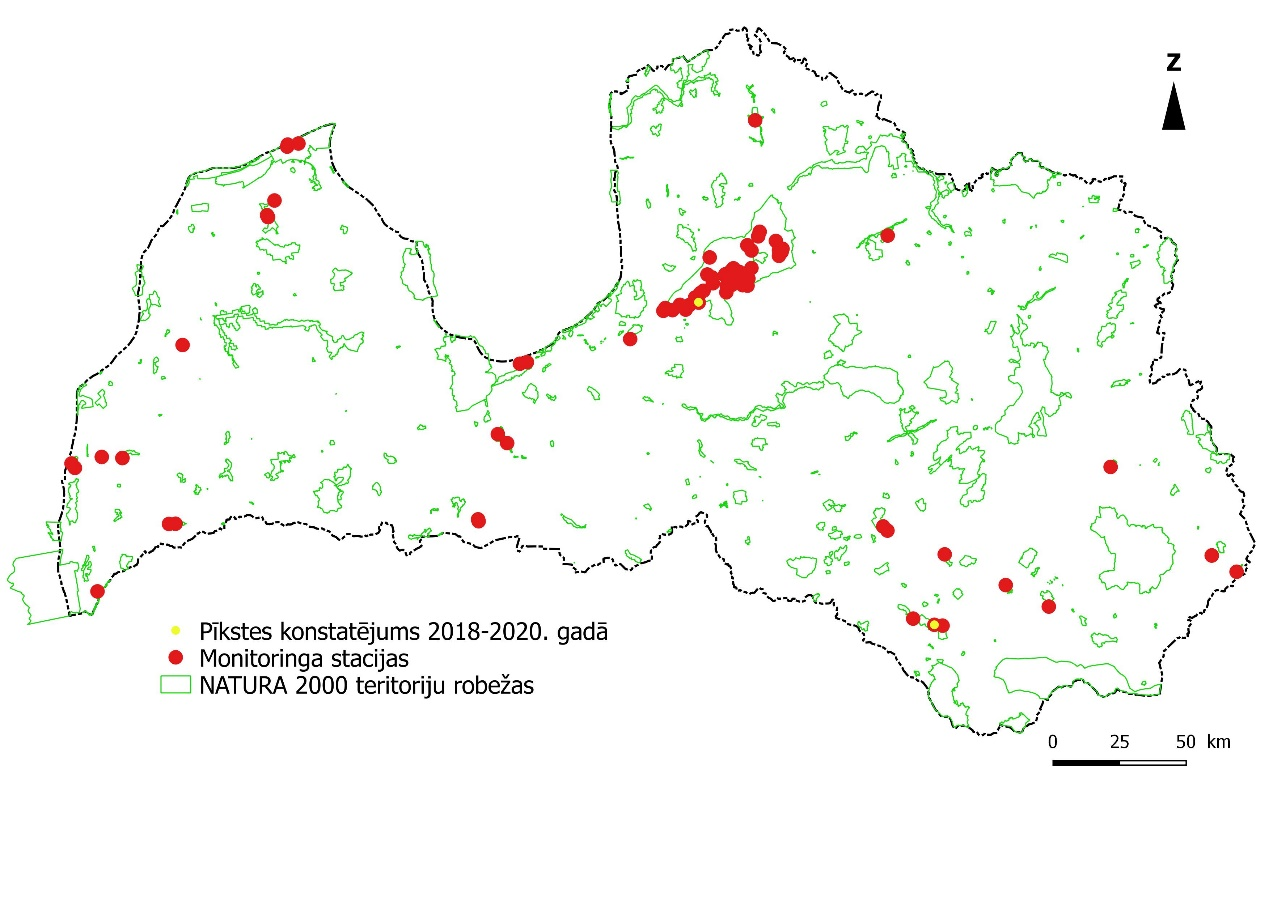 Z
Pīkstes konstatējums 2018-2020. gadā
Monitoringa stacijas
NATURA 2000 teritoriju robežas
0 25 50 km